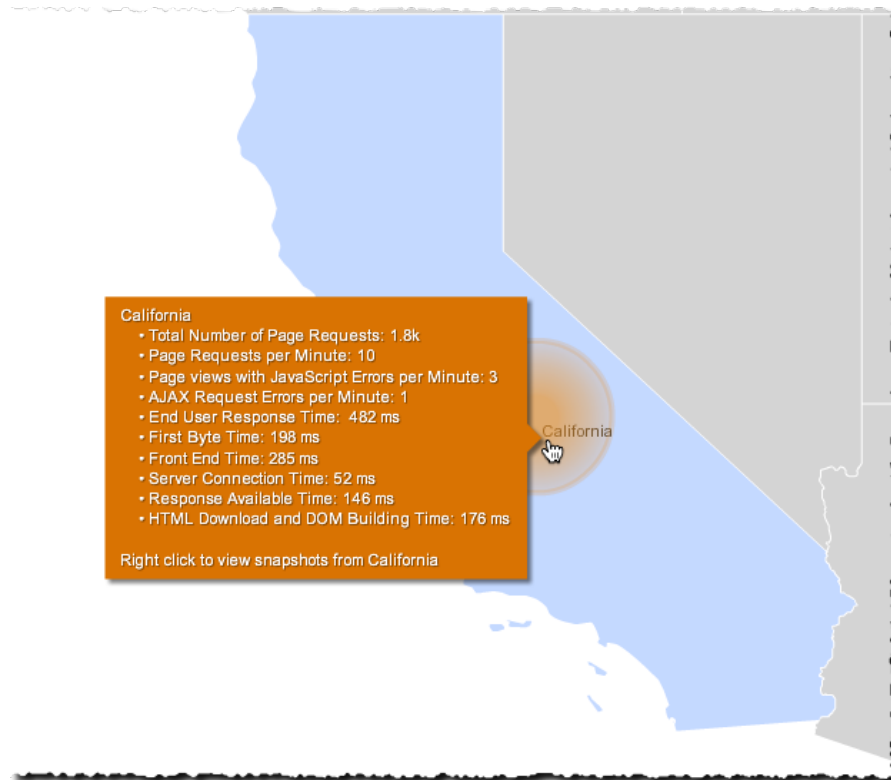 California
• Total Number of Page Requests: 1.8k
• Page Requests per Minute: 10
• Page views with JavaScript Errors per Minute: 3
• AJAX Request Errors per Minute: 1
• End User Response Time: 482 ms
• First Byte Time: 198 ms
• Front End Time: 285 ms
• Server Connection Time: 52 ms
• Response Available Time: 146 ms
• HTML Download and DOM Building Time: 176 ms
Right click to view snapshots from California
California